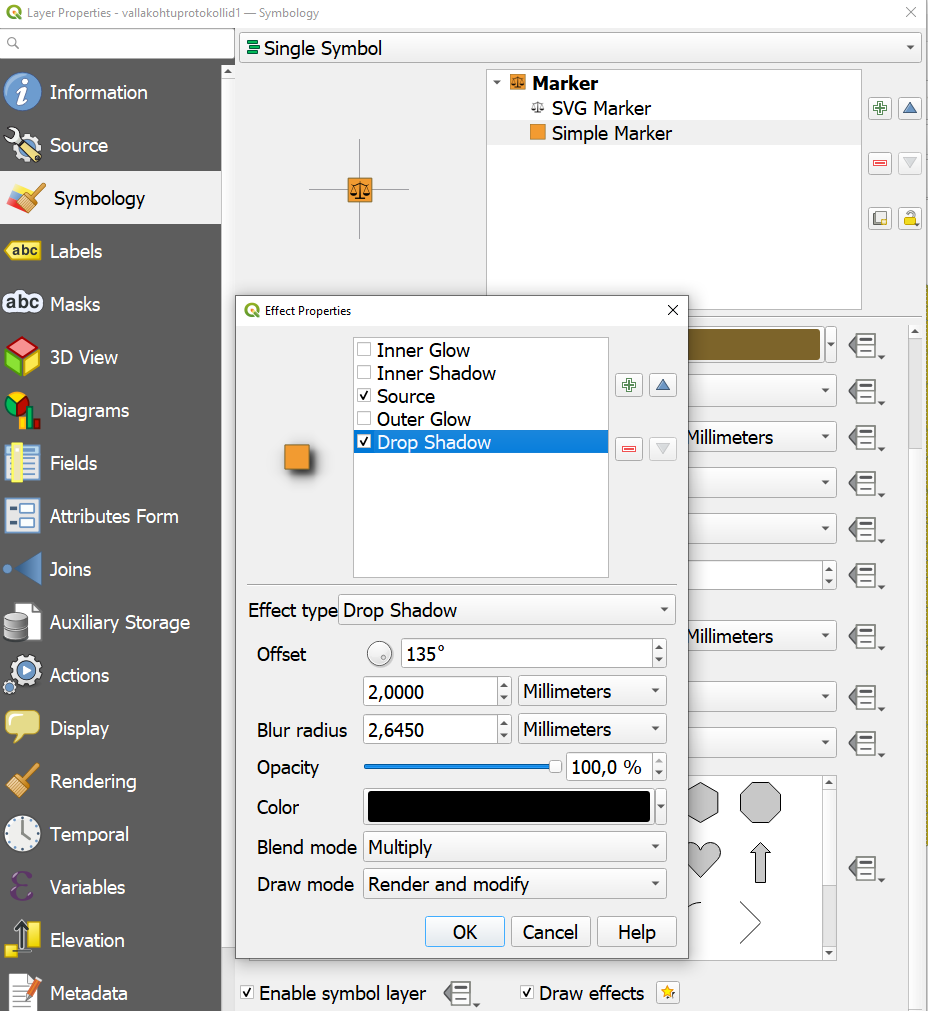 Layer Properties - vallakohtuprotokollid1 — Symbology
Single Symbol
Information
Source
Symbology
Labels
Masks
3D View
Diagrams
Fields
Attributes Form
Joins
Auxiliary Storage
Actions
Display
Rendering
Temporal
Variables
Elevation
Metadata
abc
abc
Marker
SVG Marker
Simple Marker
Effect Properties
Inner Glow
Inner Shadow
Source
Outer Glow
Drop Shadow
Effect type Drop Shadow
Offset 135°
2,0000 Millimeters
Blur radius 2,6450 Millimeters
Opacity 100,0 %
Color
Blend mode Multiply
Draw mode Render and modify
OK Cancel Help
Millimeters
Millimeters
Enable symbol layer Draw effects